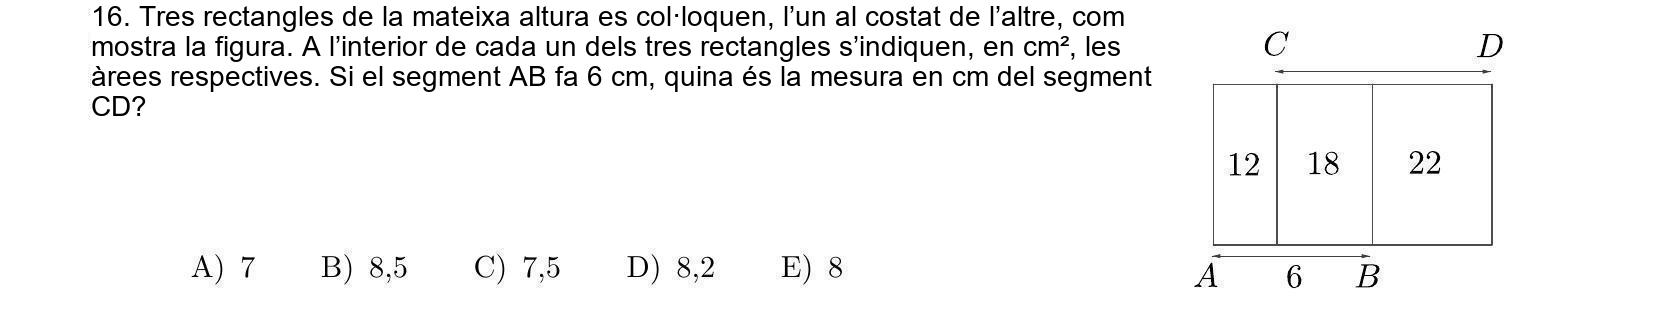 16. Tres rectangles de la mateixa altura es col·loquen, l’un al costat de l’altre, com
mostra la figura. A l’interior de cada un dels tres rectangles s’indiquen, en cm², les
àrees respectives. Si el segment AB fa 6 cm, quina és la mesura en cm del segment
CD?
A) 7 B) 8,5 C) 7,5 D) 8,2 E) 8
C D
12 18 22
A 6 B